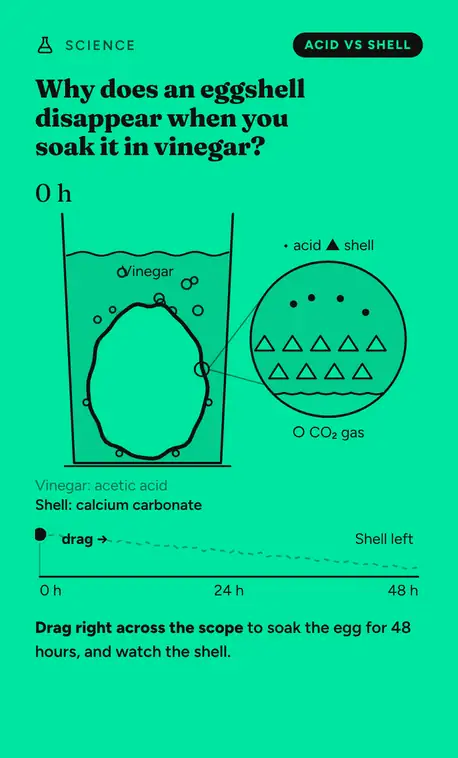 SCIENCE
ACID VS SHELL
Why does an eggshell
disappear when you
soak it in vinegar?
0 h
Vinegar
• acid ▲ shell
CO₂ gas
Vinegar: acetic acid
Shell: calcium carbonate
drag →
Shell left
0 h
24 h
48 h
Drag right across the scope to soak the egg for 48
hours, and watch the shell.